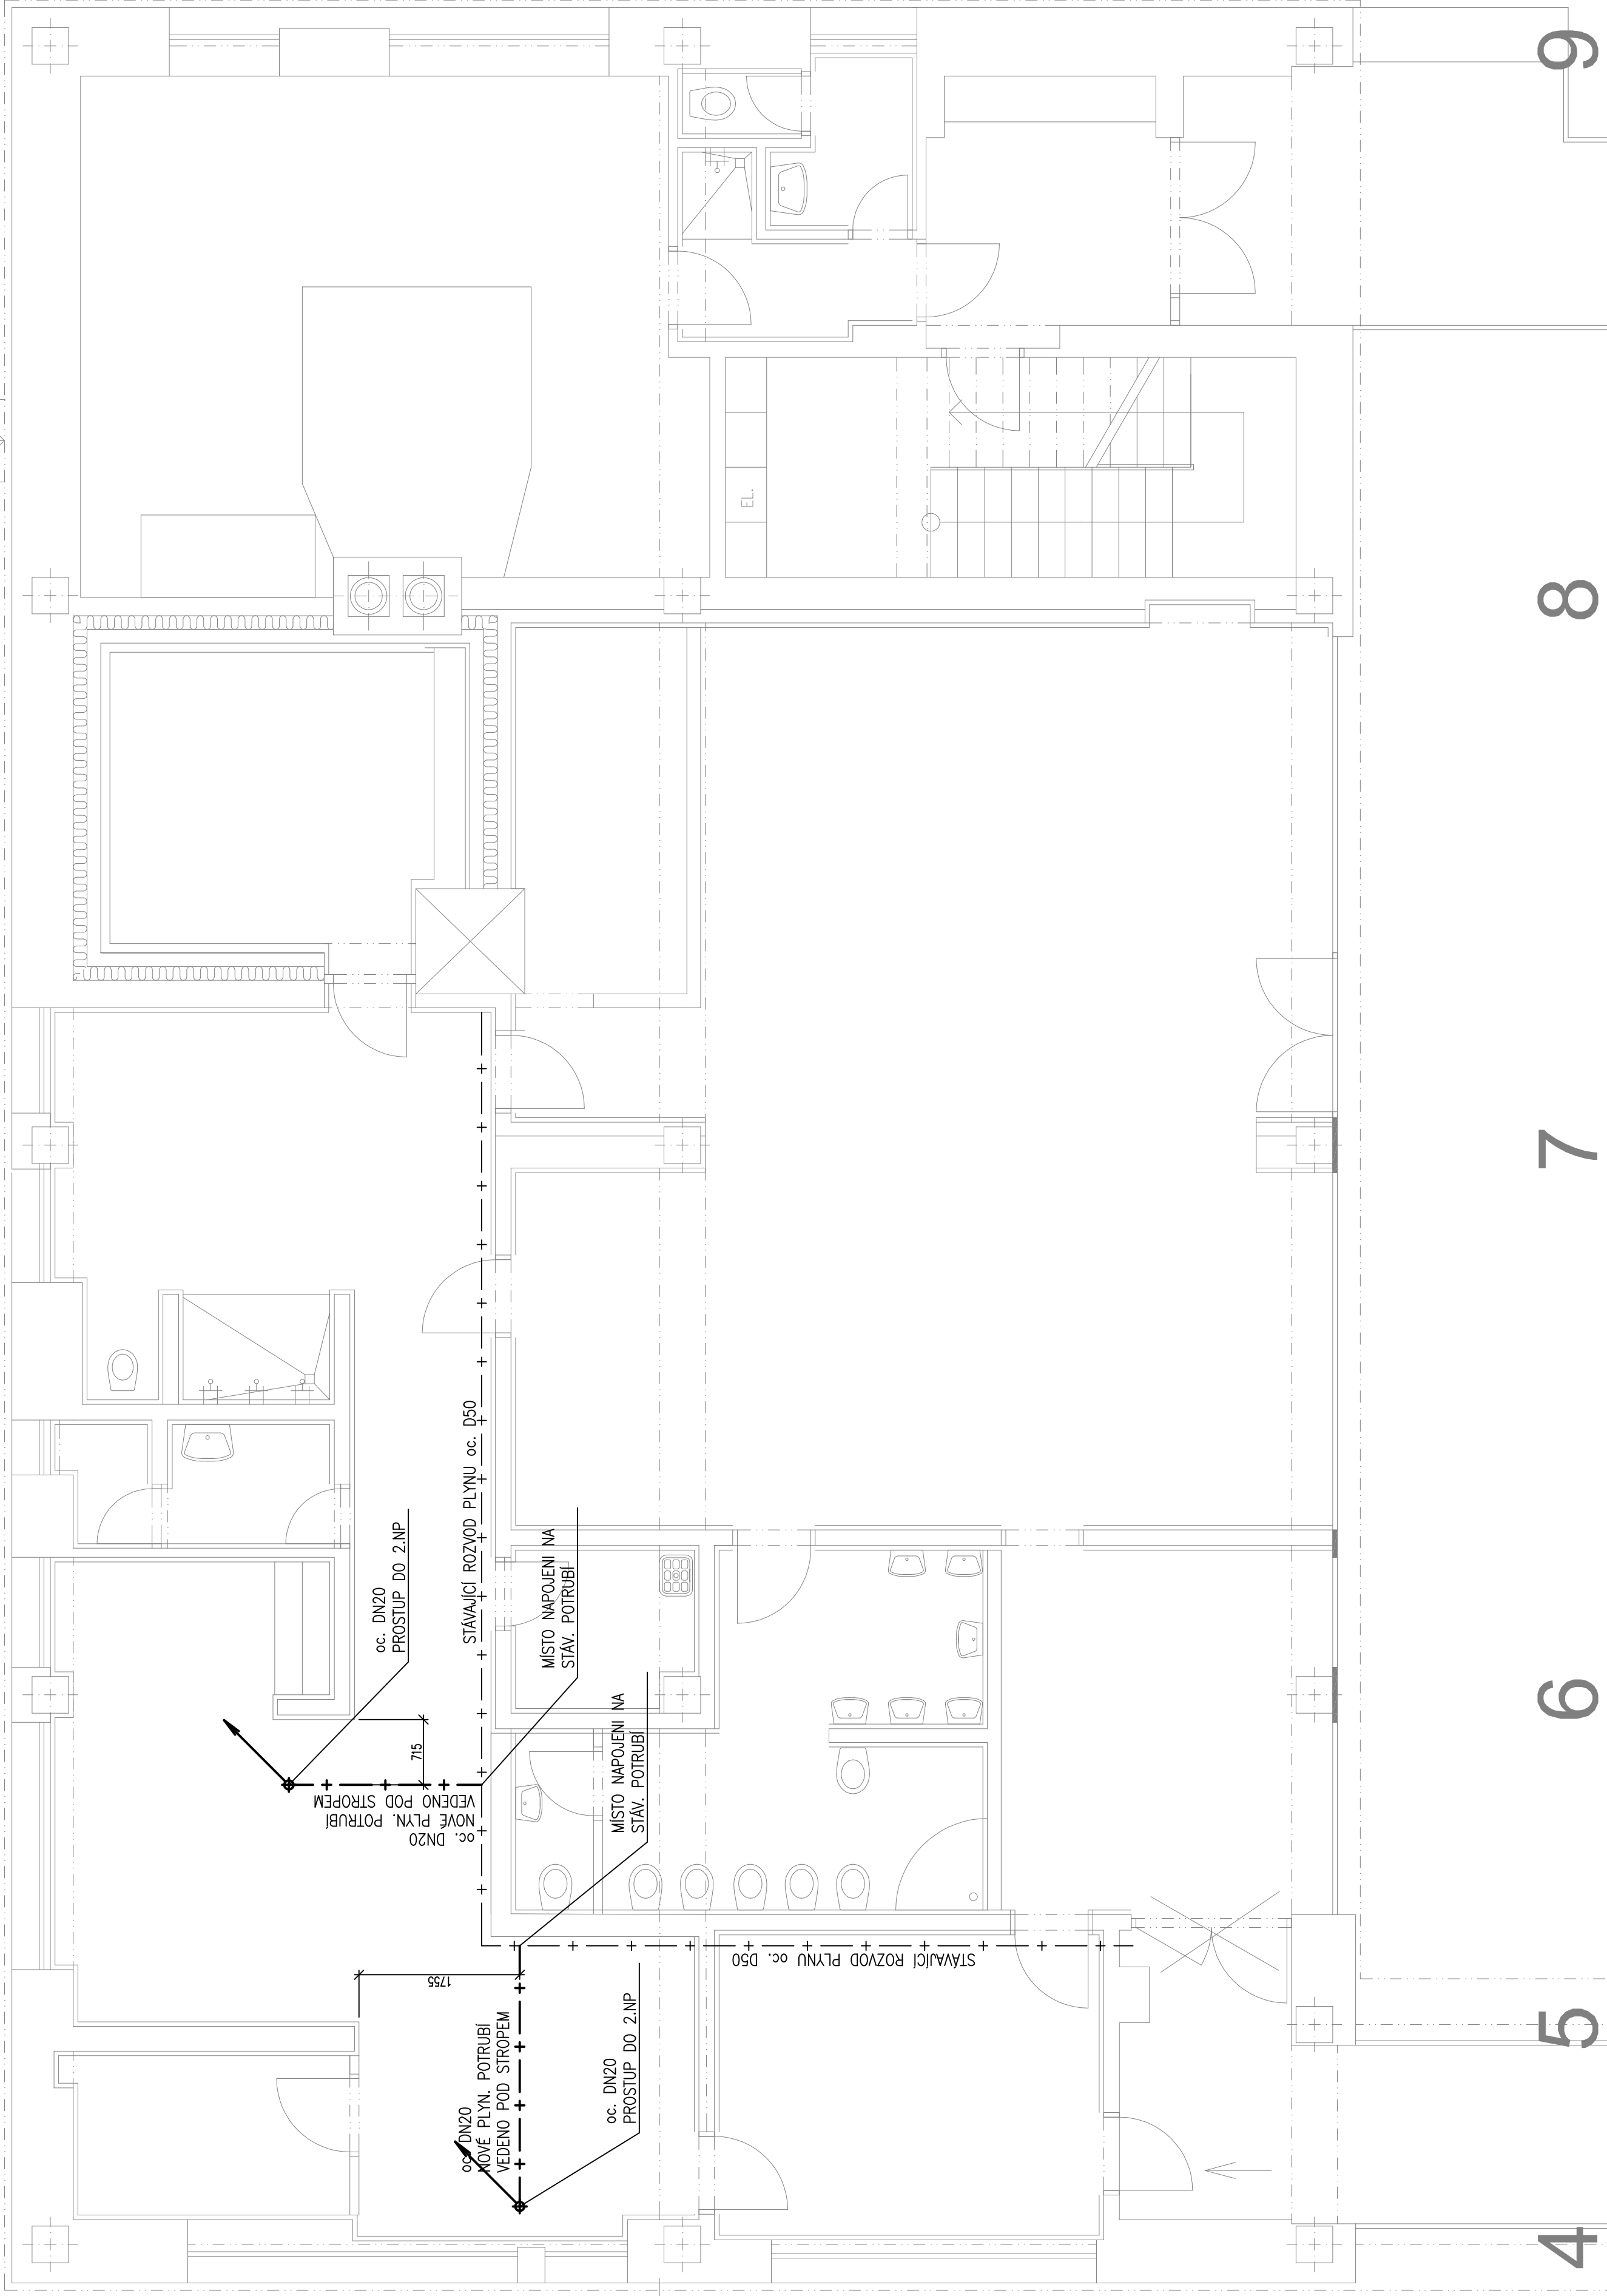 EL.
9
8
7
6
5
4
STÁVAJÍCÍ ROZVOD PLYNU oc. D50
oc. DN20
PROSTUP DO 2.NP
MÍSTO NAPOJENI NA
STÁV. POTRUBÍ
MÍSTO NAPOJENI NA
STÁV. POTRUBÍ
715
oc. DN20
NOVÉ PLYN. POTRUBÍ
VEDENO POD STROPEM
STÁVAJÍCÍ ROZVOD PLYNU oc. D50
1755
oc. DN20
NOVÉ PLYN. POTRUBÍ
VEDENO POD STROPEM
oc. DN20
PROSTUP DO 2.NP